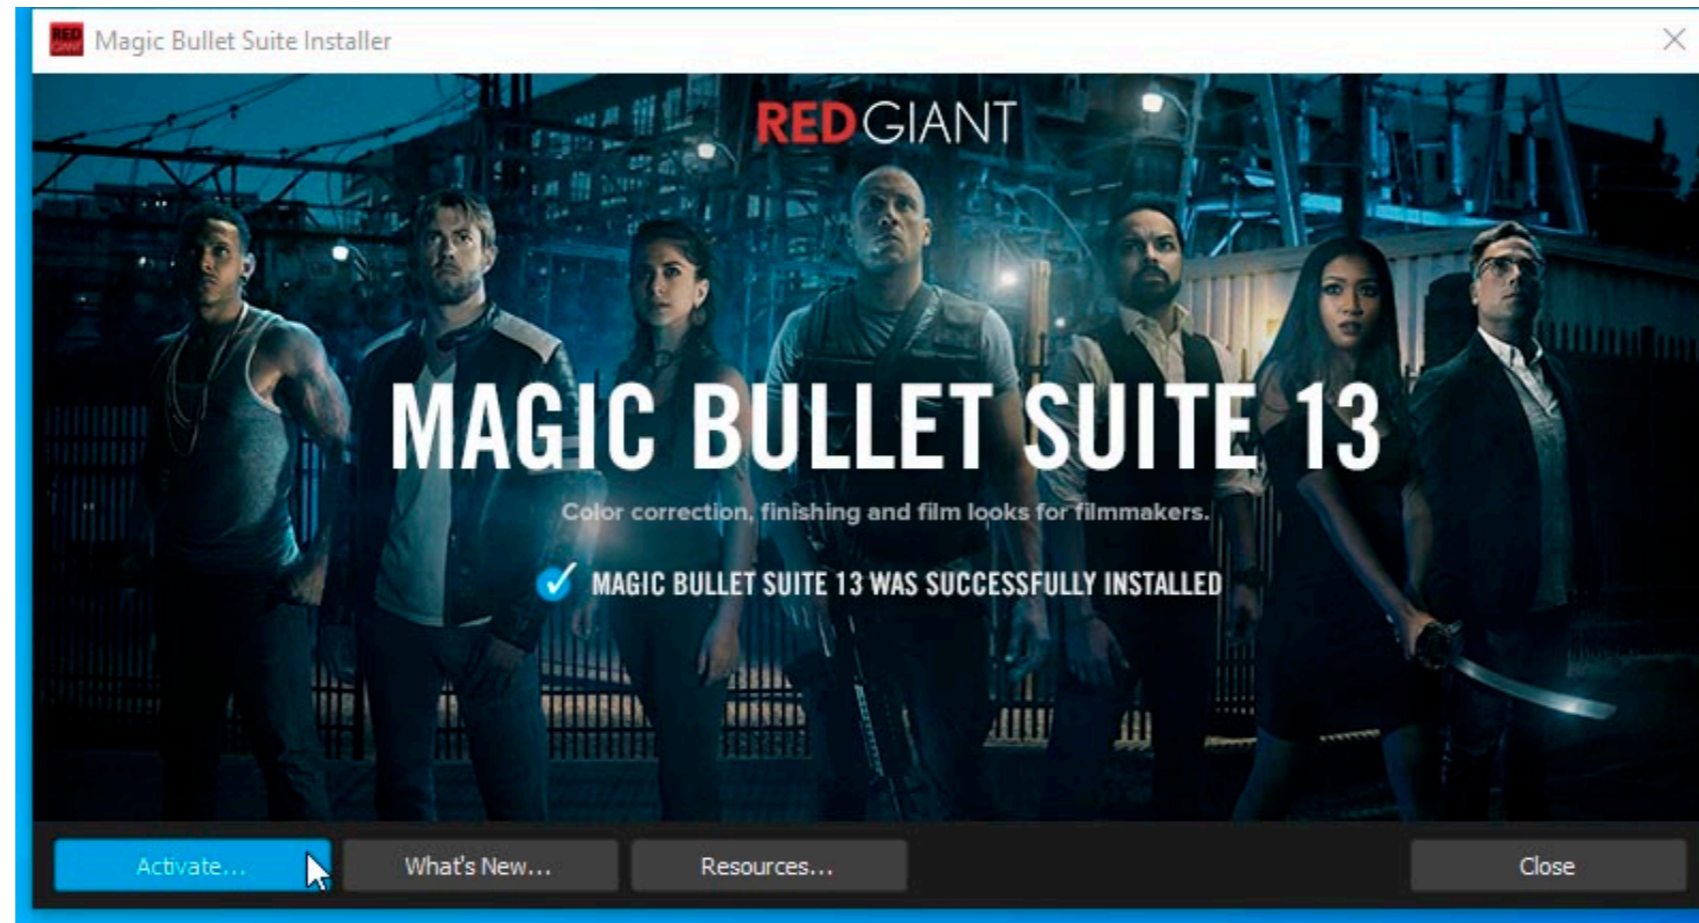 RED GIANT Magic Bullet Suite Installer
REDGIANT
MAGIC BULLET SUITE 13
Color correction, finishing and film looks for filmmakers.
MAGIC BULLET SUITE 13 WAS SUCCESSFULLY INSTALLED
Activate... What's New... Resources... Close